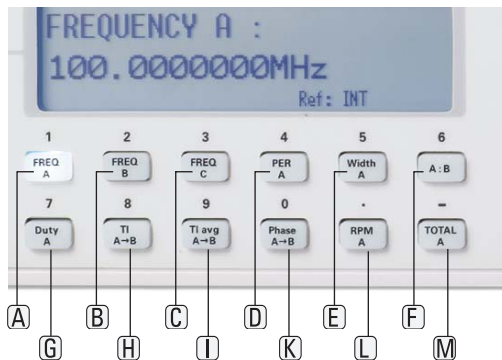 FREQUENCY A :
100.0000000MHz
Ref: INT
1 2 3 4 5 6
FREQ A FREQ B FREQ C PER A Width A A:B
7 8 9 0 . −
Duty A TI A→B TI avg A→B Phase A→B RPM A TOTAL A
A B C D E F
G H I K L M